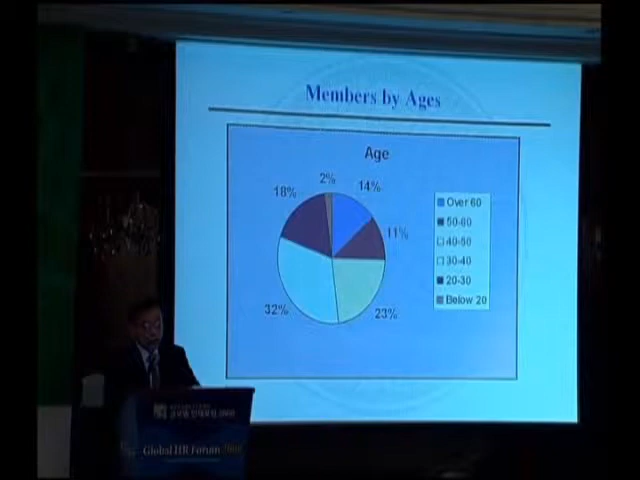 Members by Ages
Age
2%
14%
18%
11%
32%
23%
Over 60
50-60
40-50
30-40
20-30
Below 20
Global HR Forum